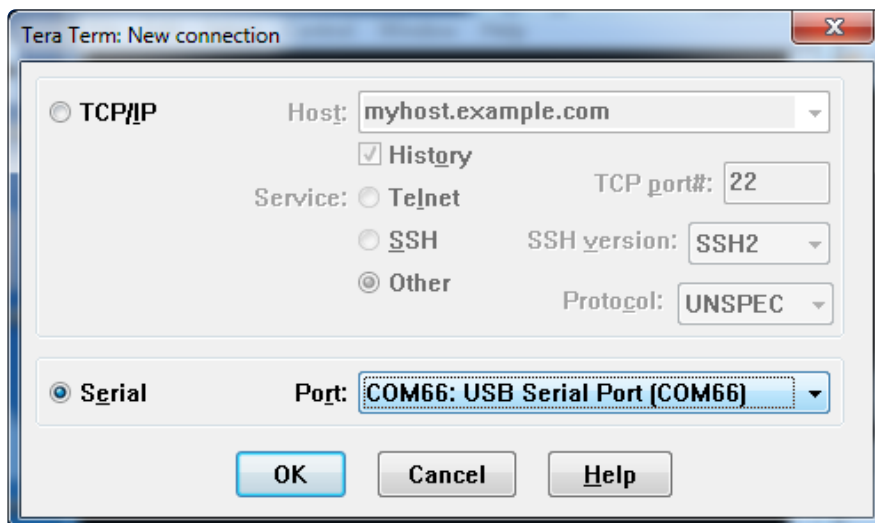 Tera Term: New connection
TCP/IP Host: myhost.example.com
History
Service: Telnet TCP port#: 22
SSH SSH version: SSH2
Other Protocol: UNSPEC
Serial Port: COM66: USB Serial Port (COM66)
OK Cancel Help